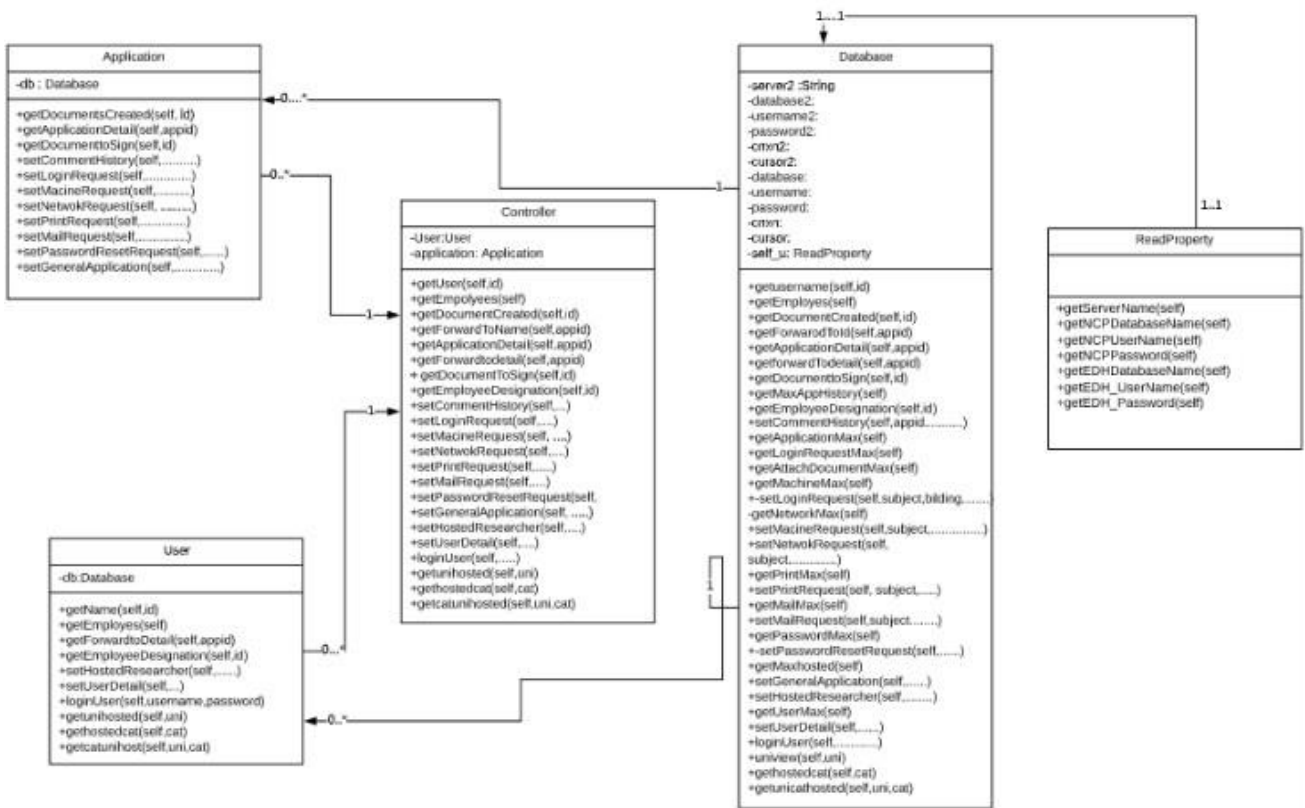 Application
-db : Database
+getDocumentsCreated(self, id)
+getApplicationDetail(self,appid)
+getDocumenttoSign(self,id)
+setCommentHistory(self,..........)
+setLoginRequest(self,.............)
+setMacineRequest(self,..........)
+setNetwokRequest(self, .........)
+setPrintRequest(self,.............)
+setMailRequest(self,..............)
+setPasswordResetRequest(self,......)
+setGeneralApplication(self,............)
0....*
0..*
1
Controller
-User:User
-application: Application
+getUser(self,id)
+getEmpolyees(self)
+getDocumentCreated(self,id)
+getForwardToName(self,appid)
+getApplicationDetail(self,appid)
+getForwardtodetail(self,appid)
+ getDocumentToSign(self,id)
+getEmployeeDesignation(self,id)
+setCommentHistory(self,...)
+setLoginRequest(self,....)
+setMacineRequest(self, ....)
+setNetwokRequest(self,....)
+setPrintRequest(self,.....)
+setMailRequest(self,....)
+setPasswordResetRequest(self,
+setGeneralApplication(self, .....)
+setHostedResearcher(self,....)
+setUserDetail(self,....)
+loginUser(self,.....)
+getunihosted(self,uni)
+gethostedcat(self,cat)
+getcatunihosted(self,uni,cat)
1
1
User
-db:Database
+getName(self,id)
+getEmployes(self)
+getForwardtoDetail(self,appid)
+getEmployeeDesignation(self,id)
+setHostedResearcher(self,......)
+setUserDetail(self,...)
+loginUser(self,username,password)
+getunihosted(self,uni)
+gethostedcat(self,cat)
+getcatunihost(self,uni,cat)
0...*
0..*
1....1
Database
-server2 :String
-database2:
-username2:
-password2:
-cnxn2:
-cursor2:
-database:
-username:
-password:
-cnxn:
-cursor:
-self_u: ReadProperty
+getusername(self,id)
+getEmployes(self)
+getDocumentCreated(self,id)
+getForwarodToId(self,appid)
+getApplicationDetail(self,appid)
+getforwardTodetail(self,appid)
+getDocumenttoSign(self,id)
+getMaxAppHistory(self)
+getEmployeeDesignation(self,id)
+setCommentHistory(self,appid..........)
+getApplicationMax(self)
+getLoginRequestMax(self)
+getAttachDocumentMax(self)
+getMachineMax(self)
+-setLoginRequest(self,subject,bilding.......)
-getNetworkMax(self)
+setMacineRequest(self,subject,...............)
+setNetwokRequest(self,
subject,.............)
+getPrintMax(self)
+setPrintRequest(self, subject,.....)
+getMailMax(self)
+setMailRequest(self,subject........)
+getPasswordMax(self)
+-setPasswordResetRequest(self,......)
+getMaxhosted(self)
+setGeneralApplication(self,......)
+setHostedResearcher(self,........)
+getUserMax(self)
+setUserDetail(self,......)
+loginUser(self,...........)
+uniview(self,uni)
+gethostedcat(self,cat)
+getunicathosted(self,uni,cat)
1..1
ReadProperty
+getServerName(self)
+getNCPDatabaseName(self)
+getNCPUserName(self)
+getNCPPassword(self)
+getEDHDatabaseName(self)
+getEDH_UserName(self)
+getEDH_Password(self)